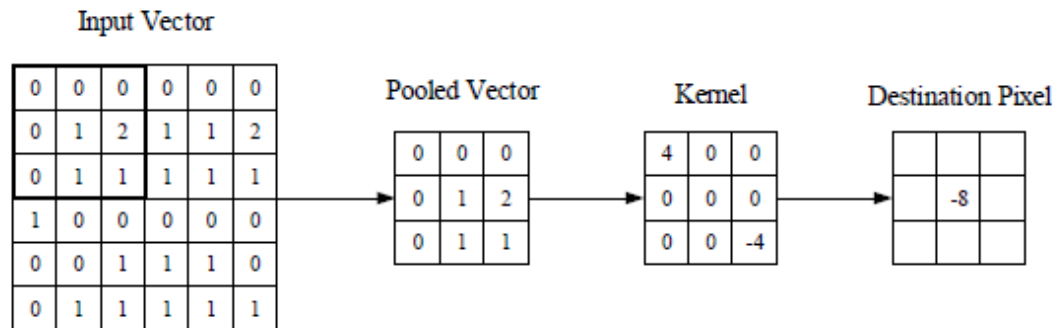 Input Vector
Pooled Vector
Kernel
Destination Pixel
0 0 0 0 0 0
0 1 2 1 1 2
0 1 1 1 1 1
1 0 0 0 0 0
0 0 1 1 1 0
0 1 1 1 1 1
0 0 0
0 1 2
0 1 1
4 0 0
0 0 0
0 0 -4
-8